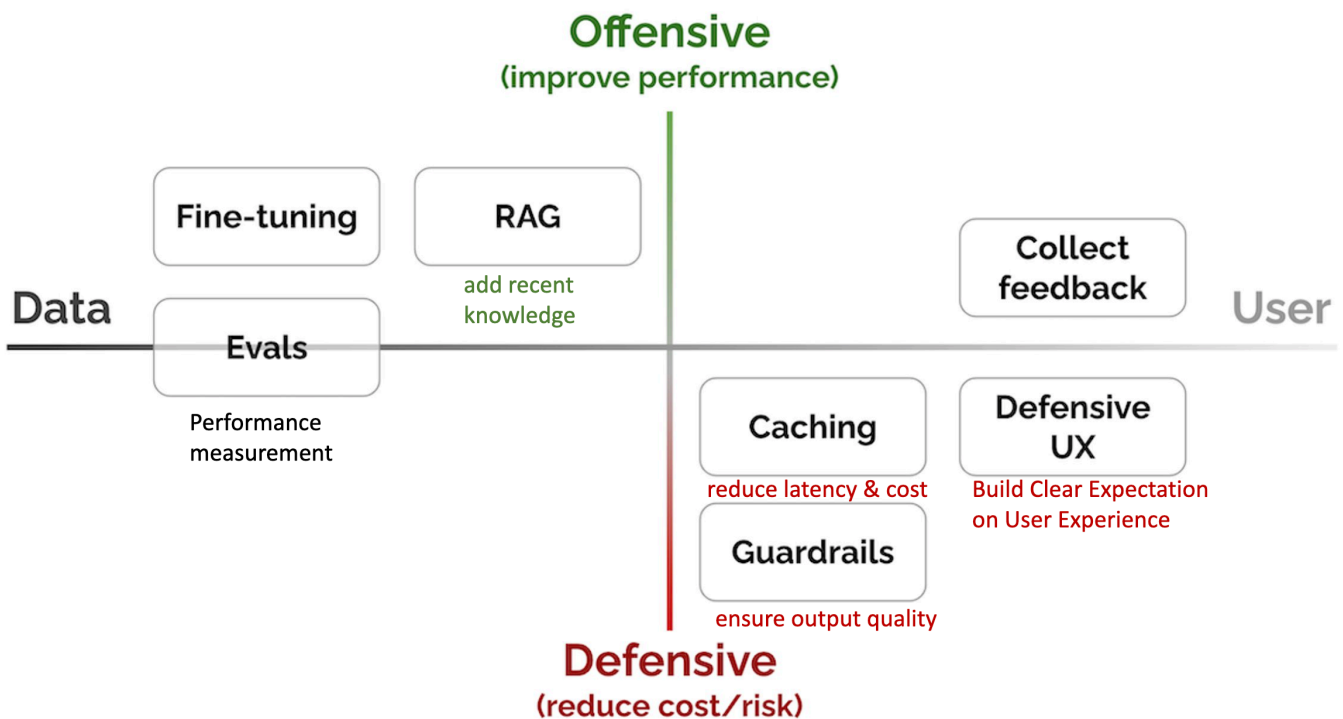 Offensive
(improve performance)
Fine-tuning
RAG
Collect
feedback
add recent
knowledge
Data
User
Evals
Performance
measurement
Caching
Defensive
UX
reduce latency & cost
Build Clear Expectation
on User Experience
Guardrails
ensure output quality
Defensive
(reduce cost/risk)